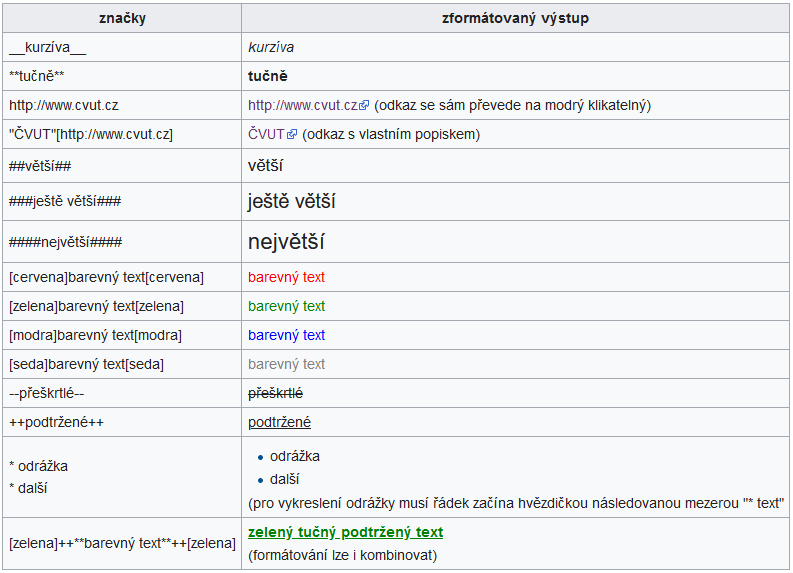 značky zformátovaný výstup
__kurzíva__ kurzíva
**tučně** tučně
http://www.cvut.cz http://www.cvut.cz (odkaz se sám převede na modrý klikatelný)
"ČVUT"[http://www.cvut.cz] ČVUT (odkaz s vlastním popiskem)
##větší## větší
###ještě větší### ještě větší
####největší#### největší
[cervena]barevný text[cervena] barevný text
[zelena]barevný text[zelena] barevný text
[modra]barevný text[modra] barevný text
[seda]barevný text[seda] barevný text
--přeškrtlé-- přeškrtlé
++podtržené++ podtržené
* odrážka
* další
• odrážka
• další
(pro vykreslení odrážky musí řádek začína hvězdičkou následovanou mezerou "* text"
[zelena]++**barevný text**++[zelena]
zelený tučný podtržený text
(formátování lze i kombinovat)